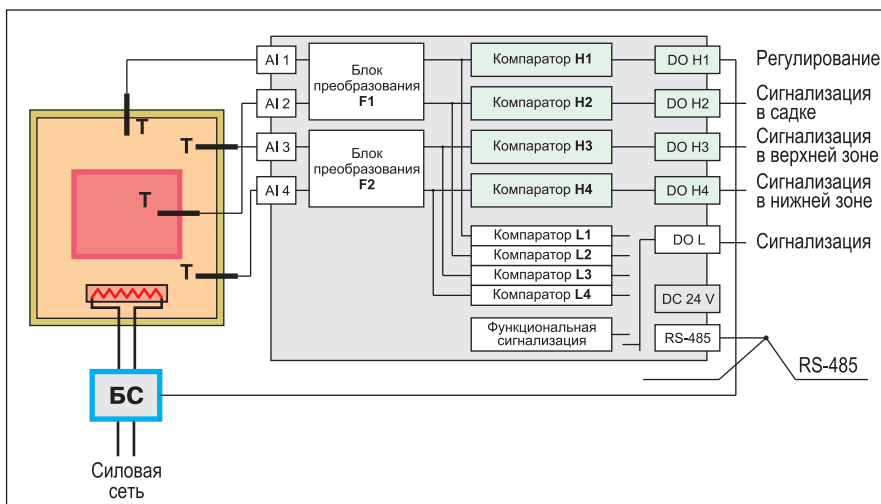 AI 1
Блок
преобразования
F1
Компаратор H1
DO H1
Регулирование
AI 2
Компаратор H2
DO H2
Сигнализация
в садке
T
T
AI 3
Блок
преобразования
F2
Компаратор H3
DO H3
Сигнализация
в верхней зоне
T
AI 4
Компаратор H4
DO H4
Сигнализация
в нижней зоне
T
Компаратор L1
Компаратор L2
Компаратор L3
Компаратор L4
DO L
Сигнализация
DC 24 V
Функциональная
сигнализация
RS-485
RS-485
БС
Силовая
сеть